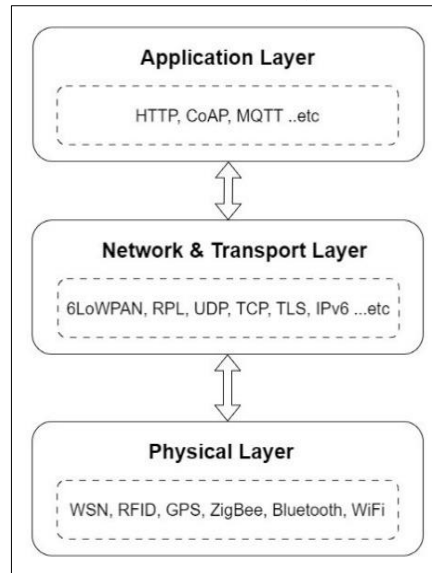 Application Layer
HTTP, CoAP, MQTT ..etc
Network & Transport Layer
6LoWPAN, RPL, UDP, TCP, TLS, IPv6 ...etc
Physical Layer
WSN, RFID, GPS, ZigBee, Bluetooth, WiFi